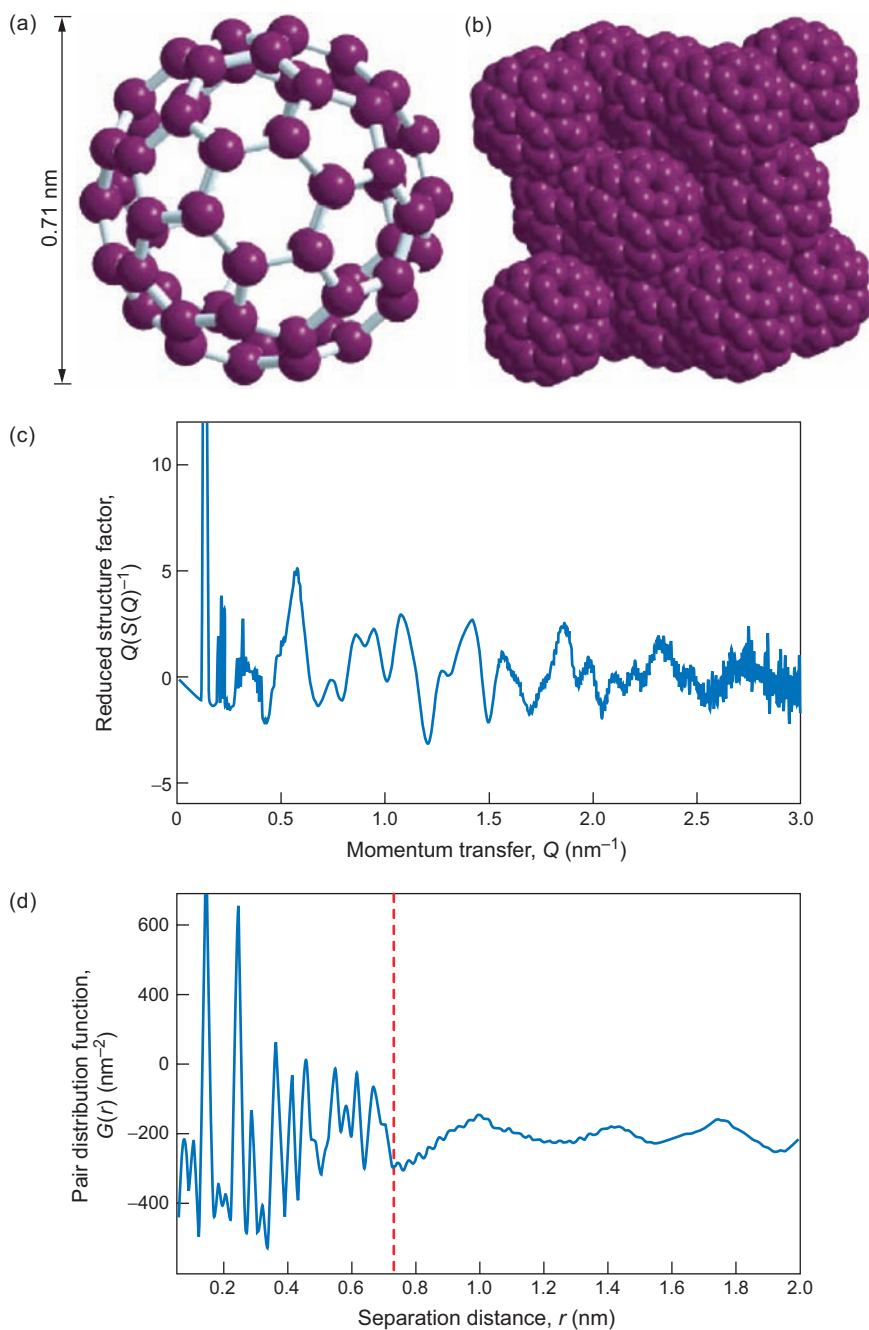 (a)
0.71 nm
(b)
(c)
Reduced structure factor,
Q(S(Q)⁻¹)
10
5
0
−5
0 0.5 1.0 1.5 2.0 2.5 3.0
Momentum transfer, Q (nm⁻¹)
(d)
Pair distribution function,
G(r) (nm⁻²)
600
400
0
−200
−400
0.2 0.4 0.6 0.8 1.0 1.2 1.4 1.6 1.8 2.0
Separation distance, r (nm)